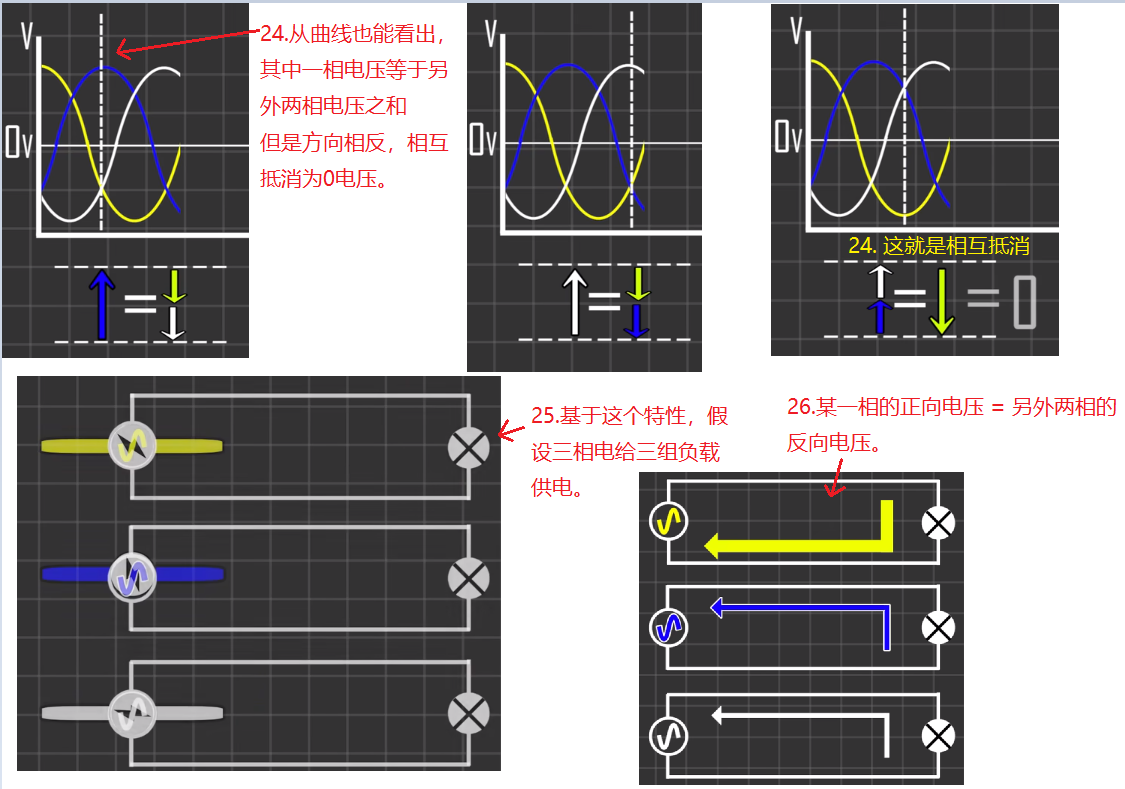 V
0V
24.从曲线也能看出，
其中一相电压等于另
外两相电压之和
但是方向相反，相互
抵消为0电压。
V
0V
V
0V
24. 这就是相互抵消
=
=
= = 0
25.基于这个特性，假
设三相电给三组负载
供电。
26.某一相的正向电压 = 另外两相的
反向电压。